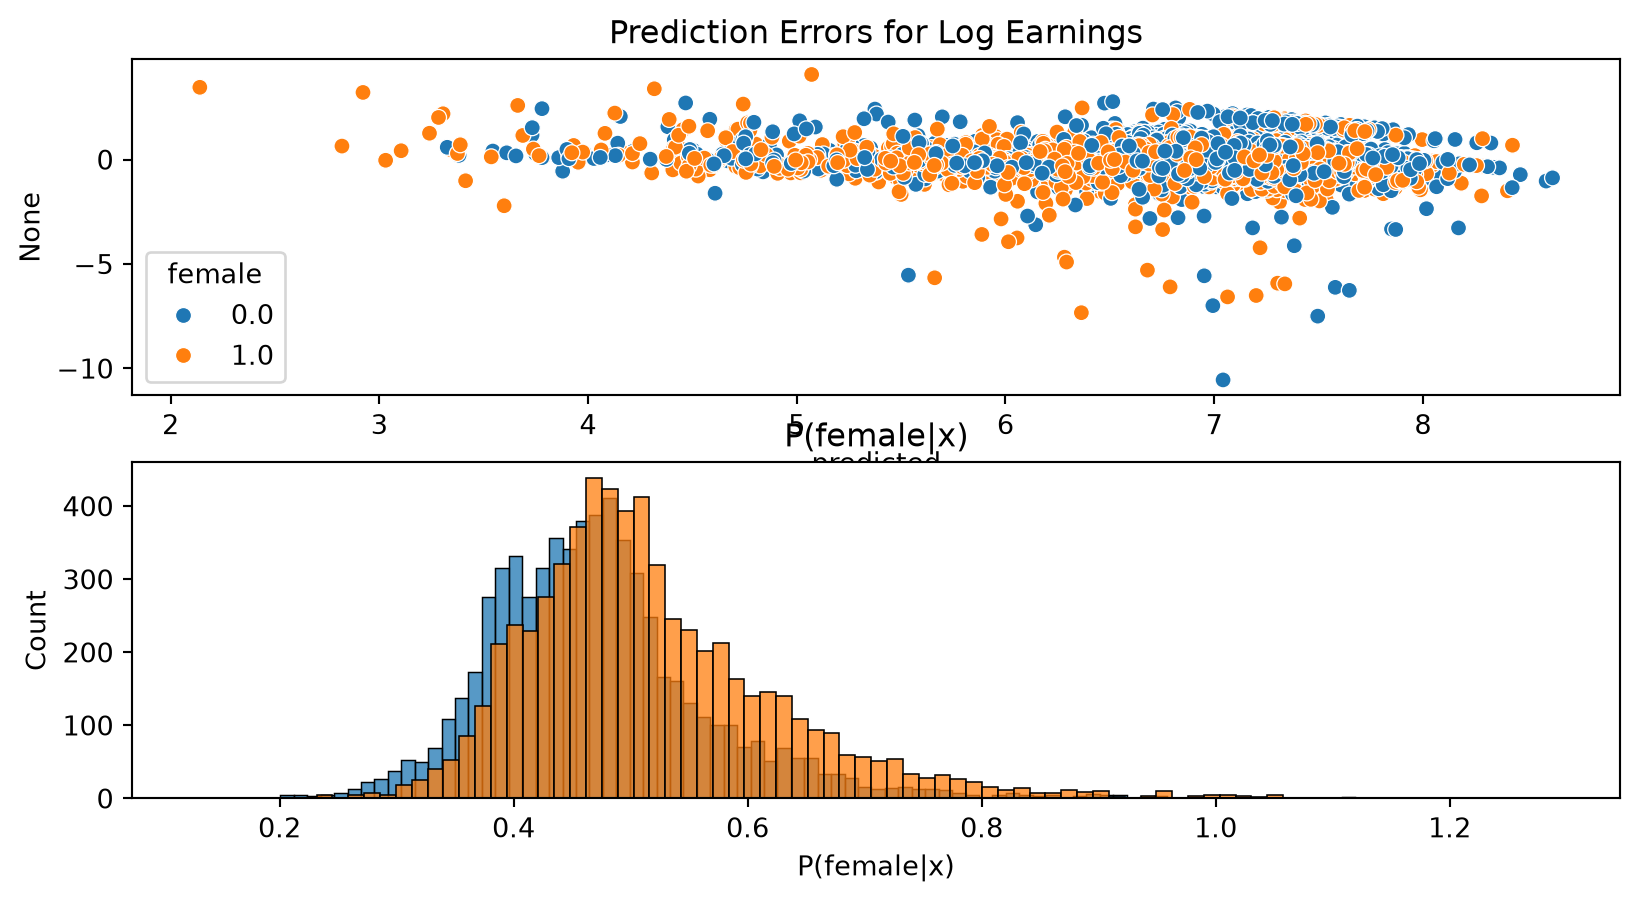 Prediction Errors for Log Earnings
None
0
−5
−10
female
0.0
1.0
2 3 4 5 6 7 8
predicted
P(female|x)
Count
400
300
200
100
0
0.2 0.4 0.6 0.8 1.0 1.2
P(female|x)